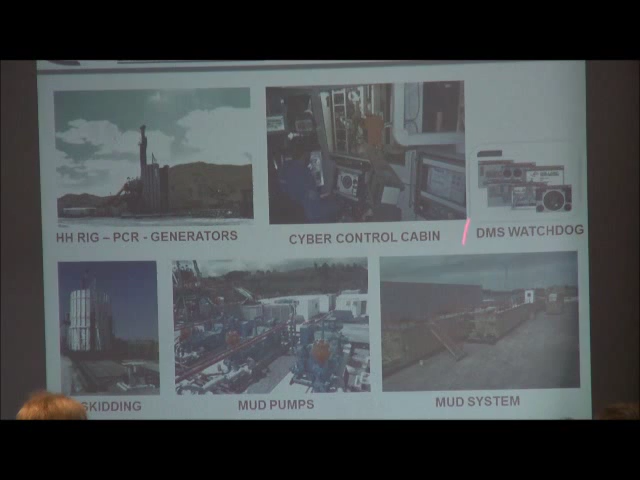 HH RIG – PCR - GENERATORS
CYBER CONTROL CABIN
DMS WATCHDOG
SKIDDING
MUD PUMPS
MUD SYSTEM